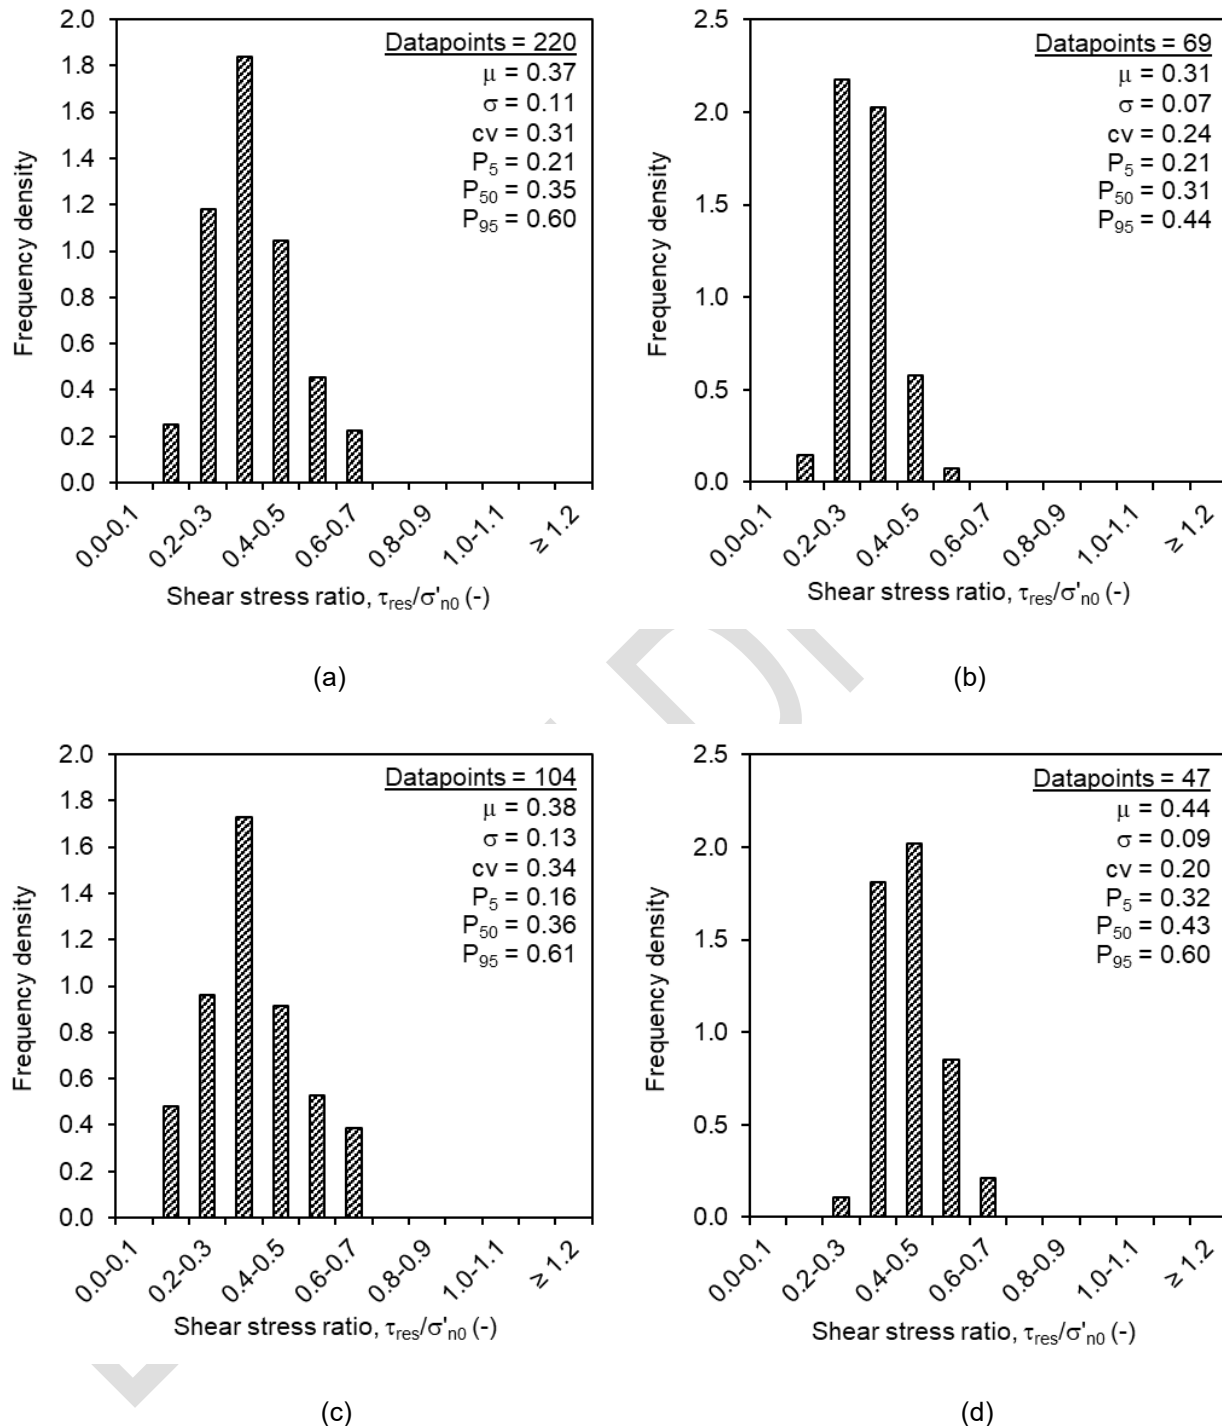 2.0
1.8
1.6
1.4
1.2
1.0
0.8
0.6
0.4
0.2
0.0
Frequency density
Datapoints = 220
μ = 0.37
σ = 0.11
cv = 0.31
P5 = 0.21
P50 = 0.35
P95 = 0.60
0.0-0.1
0.2-0.3
0.4-0.5
0.6-0.7
0.8-0.9
1.0-1.1
≥ 1.2
Shear stress ratio, τres/σ'n0 (-)
(a)
2.5
2.0
1.5
1.0
0.5
0.0
Frequency density
Datapoints = 69
μ = 0.31
σ = 0.07
cv = 0.24
P5 = 0.21
P50 = 0.31
P95 = 0.44
0.0-0.1
0.2-0.3
0.4-0.5
0.6-0.7
0.8-0.9
1.0-1.1
≥ 1.2
Shear stress ratio, τres/σ'n0 (-)
(b)
2.0
1.8
1.6
1.4
1.2
1.0
0.8
0.6
0.4
0.2
0.0
Frequency density
Datapoints = 104
μ = 0.38
σ = 0.13
cv = 0.34
P5 = 0.16
P50 = 0.36
P95 = 0.61
0.0-0.1
0.2-0.3
0.4-0.5
0.6-0.7
0.8-0.9
1.0-1.1
≥ 1.2
Shear stress ratio, τres/σ'n0 (-)
(c)
2.5
2.0
1.5
1.0
0.5
0.0
Frequency density
Datapoints = 47
μ = 0.44
σ = 0.09
cv = 0.20
P5 = 0.32
P50 = 0.43
P95 = 0.60
0.0-0.1
0.2-0.3
0.4-0.5
0.6-0.7
0.8-0.9
1.0-1.1
≥ 1.2
Shear stress ratio, τres/σ'n0 (-)
(d)